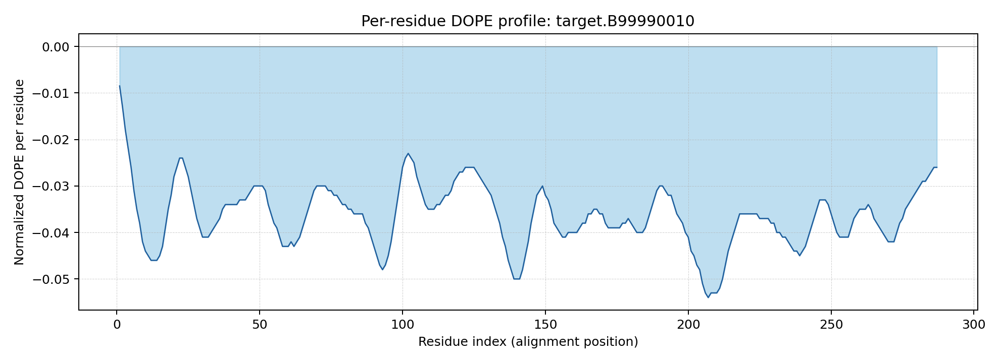 Per-residue DOPE profile: target.B99990010
Normalized DOPE per residue
0.00
−0.01
−0.02
−0.03
−0.04
−0.05
0 50 100 150 200 250 300
Residue index (alignment position)